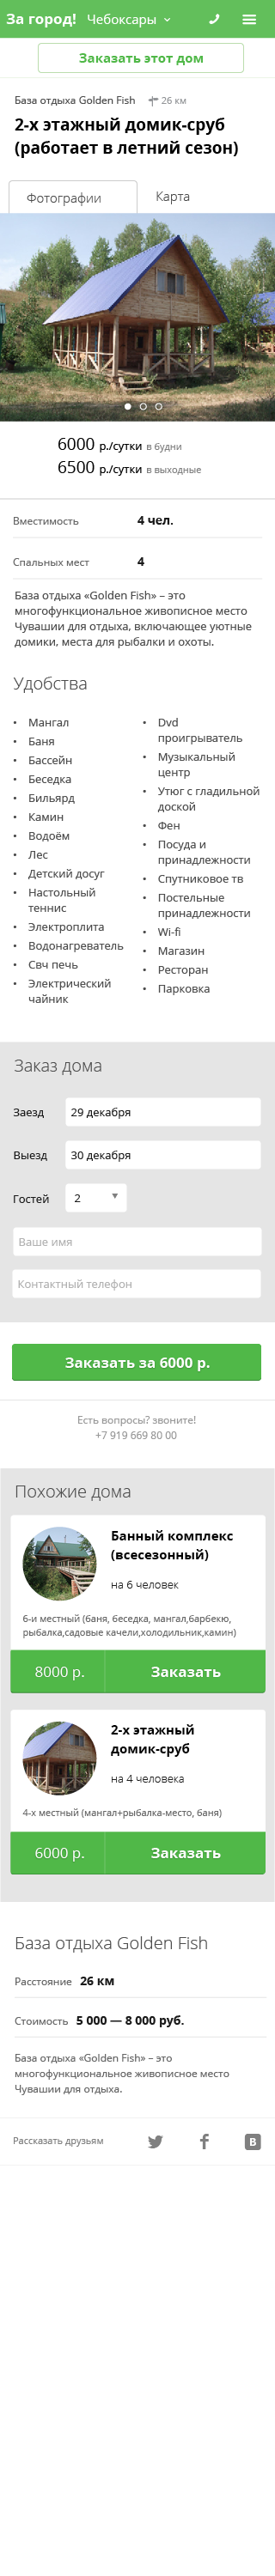 За город! Чебоксары
Заказать этот дом
База отдыха Golden Fish 26 км
2-х этажный домик-сруб
(работает в летний сезон)
Фотографии Карта
6000 р./сутки в будни
6500 р./сутки в выходные
Вместимость 4 чел.
Спальных мест 4
База отдыха «Golden Fish» – это
многофункциональное живописное место
Чувашии для отдыха, включающее уютные
домики, места для рыбалки и охоты.
Удобства
• Мангал
• Баня
• Бассейн
• Беседка
• Бильярд
• Камин
• Водоём
• Лес
• Детский досуг
• Настольный
теннис
• Электроплита
• Водонагреватель
• Свч печь
• Электрический
чайник
• Dvd
проигрыватель
• Музыкальный
центр
• Утюг с гладильной
доской
• Фен
• Посуда и
принадлежности
• Спутниковое тв
• Постельные
принадлежности
• Wi-fi
• Магазин
• Ресторан
• Парковка
Заказ дома
Заезд 29 декабря
Выезд 30 декабря
Гостей 2
Ваше имя
Контактный телефон
Заказать за 6000 р.
Есть вопросы? звоните!
+7 919 669 80 00
Похожие дома
Банный комплекс
(всесезонный)
на 6 человек
6-и местный (баня, беседка, мангал,барбекю,
рыбалка,садовые качели,холодильник,камин)
8000 р. Заказать
2-х этажный
домик-сруб
на 4 человека
4-х местный (мангал+рыбалка-место, баня)
6000 р. Заказать
База отдыха Golden Fish
Расстояние 26 км
Стоимость 5 000 — 8 000 руб.
База отдыха «Golden Fish» – это
многофункциональное живописное место
Чувашии для отдыха.
Рассказать друзьям